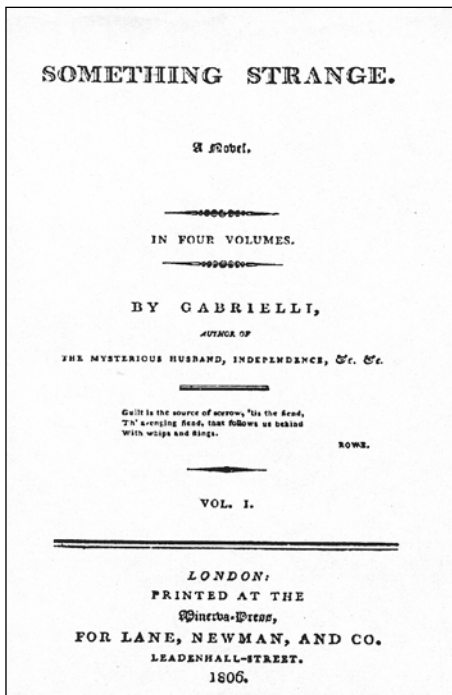 SOMETHING STRANGE.
A Novel.
IN FOUR VOLUMES.
BY GABRIELLI,
AUTHOR OF
THE MYSTERIOUS HUSBAND, INDEPENDENCE, &c. &c.
Guilt is the source of sorrow, 'tis the fiend,
Th' avenging fiend, that follows us behind
With whips and stings.
ROWE.
VOL. I.
LONDON:
PRINTED AT THE
Minerva-Press,
FOR LANE, NEWMAN, AND CO.
LEADENHALL-STREET.
1806.